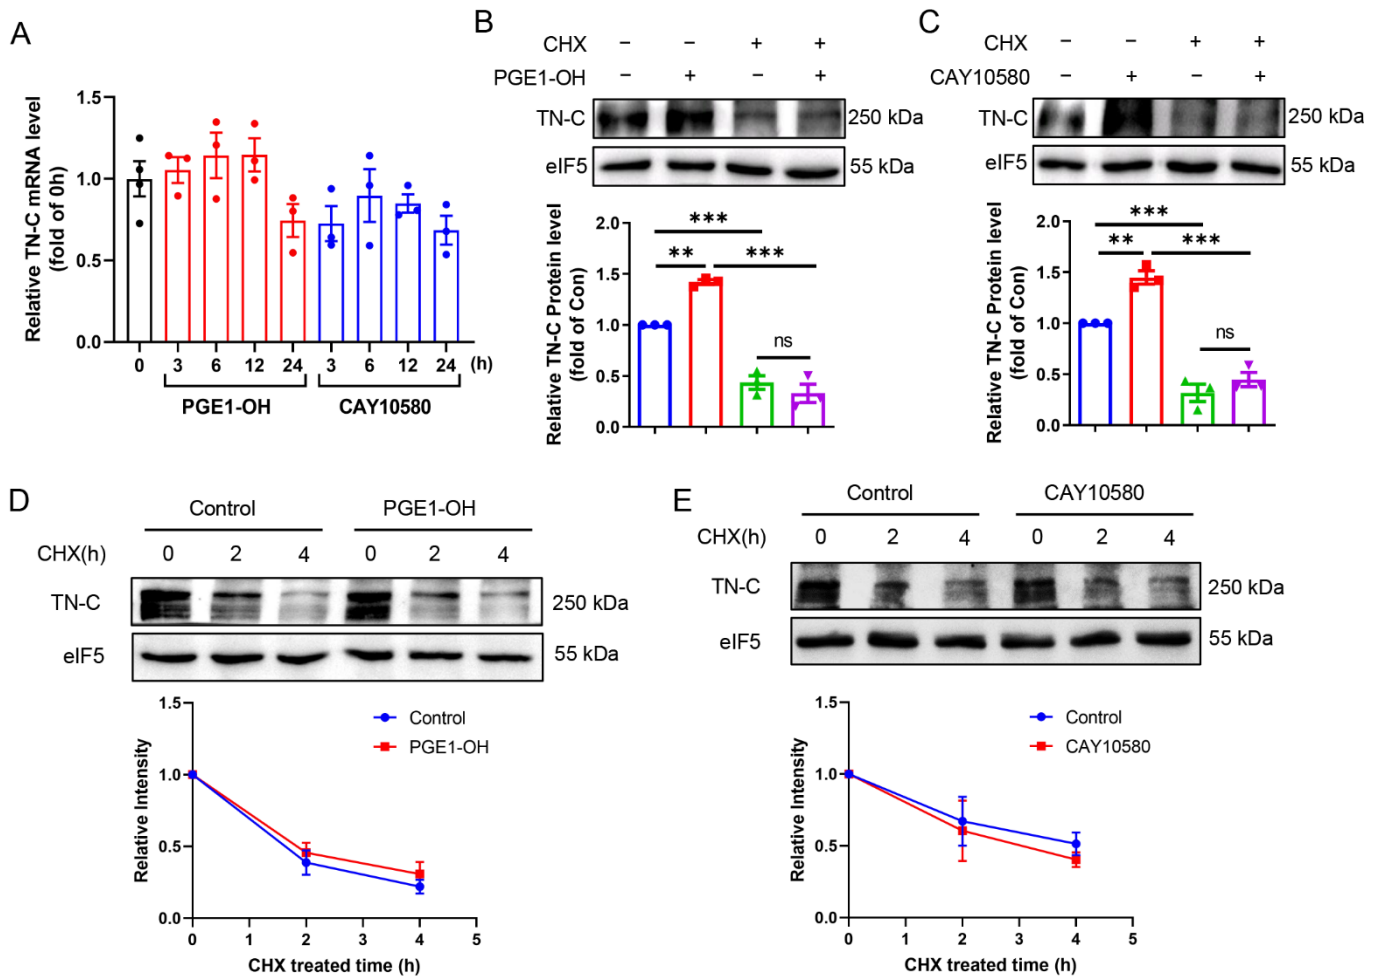 A
Relative TN-C mRNA level
(fold of 0h)
1.5
1.0
0.5
0.0
0 3 6 12 24 3 6 12 24 (h)
PGE1-OH CAY10580
B
CHX − − + +
PGE1-OH − + − +
TN-C 250 kDa
eIF5 55 kDa
Relative TN-C Protein level
(fold of Con)
2.0
1.5
1.0
0.5
0.0
***
** ***
ns
C
CHX − − + +
CAY10580 − + − +
TN-C 250 kDa
eIF5 55 kDa
Relative TN-C Protein level
(fold of Con)
2.0
1.5
1.0
0.5
0.0
***
** ***
ns
D
Control PGE1-OH
CHX(h) 0 2 4 0 2 4
TN-C 250 kDa
eIF5 55 kDa
Relative Intensity
1.5
1.0
0.5
0.0
Control
PGE1-OH
0 1 2 3 4 5
CHX treated time (h)
E
Control CAY10580
CHX(h) 0 2 4 0 2 4
TN-C 250 kDa
eIF5 55 kDa
Relative Intensity
1.5
1.0
0.5
0.0
Control
CAY10580
0 1 2 3 4 5
CHX treated time (h)